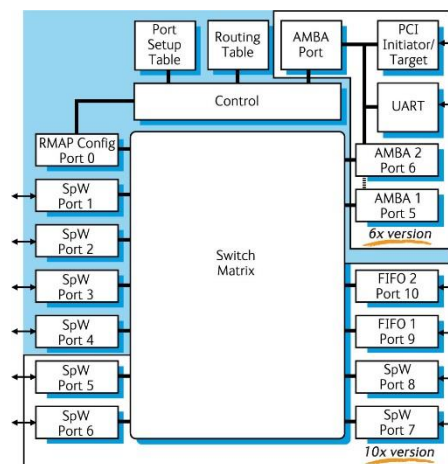 Port
Setup
Table
Routing
Table
AMBA
Port
PCI
Initiator/
Target
Control
UART
RMAP Config
Port 0
AMBA 2
Port 6
SpW
Port 1
AMBA 1
Port 5
6x version
SpW
Port 2
Switch
Matrix
SpW
Port 3
FIFO 2
Port 10
SpW
Port 4
FIFO 1
Port 9
SpW
Port 5
SpW
Port 8
SpW
Port 6
SpW
Port 7
10x version